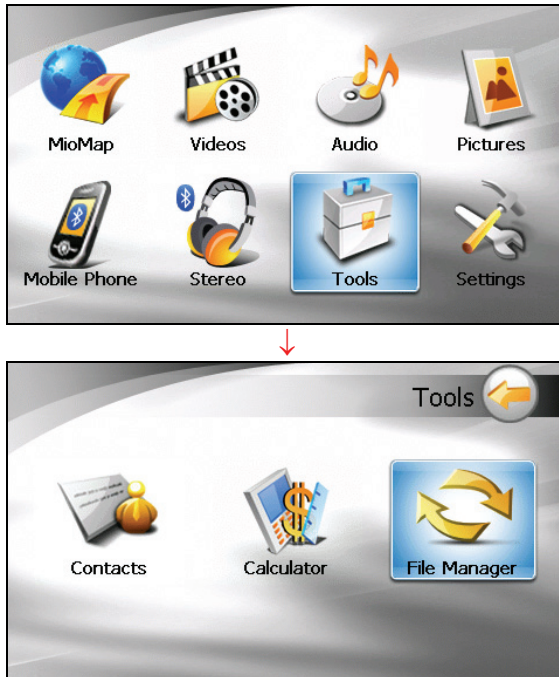 MioMap Videos Audio Pictures
Mobile Phone Stereo Tools Settings
↓
Tools
Contacts Calculator File Manager